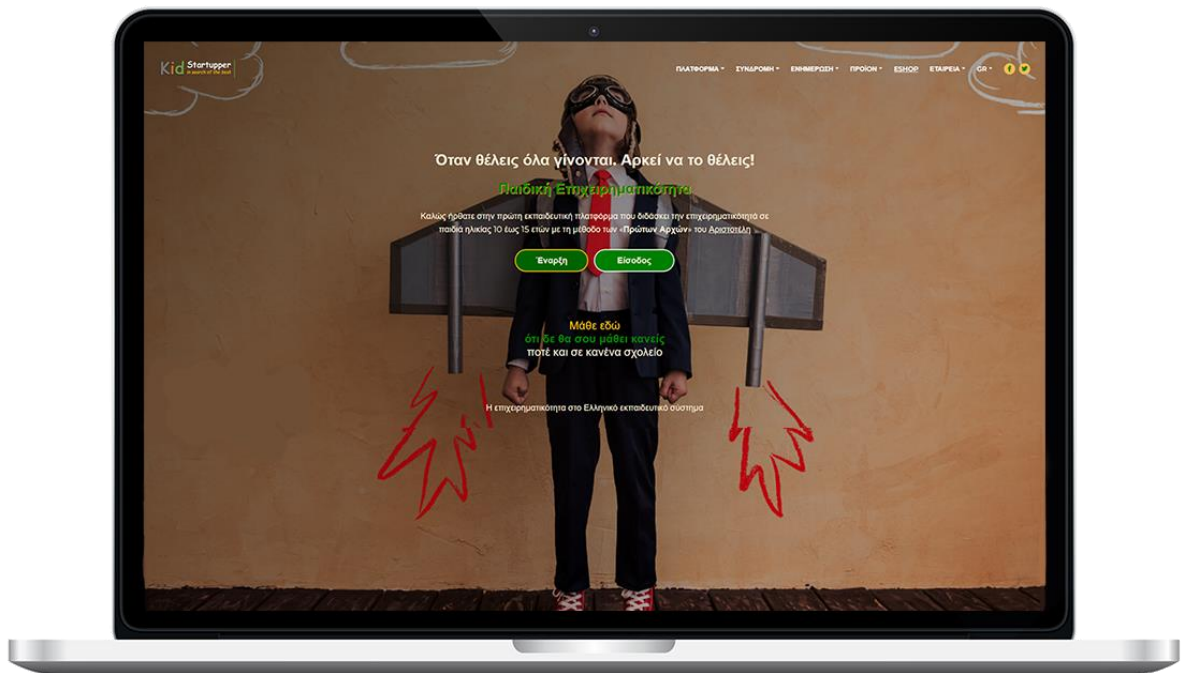 Kid Startupper
in search of the best
ΠΛΑΤΦΟΡΜΑ ΣΥΝΔΡΟΜΗ ΕΝΗΜΕΡΩΣΗ ΠΡΟΪΟΝ ESHOP ΕΤΑΙΡΕΙΑ GR
Όταν θέλεις όλα γίνονται. Αρκεί να το θέλεις!
Παιδική Επιχειρηματικότητα
Καλώς ήρθατε στην πρώτη εκπαιδευτική πλατφόρμα που διδάσκει την επιχειρηματικότητα σε
παιδιά ηλικίας 10 έως 15 ετών με τη μέθοδο των «Πρώτων Αρχών» του Αριστοτέλη
Έναρξη Είσοδος
Μάθε εδώ
ότι δε θα σου μάθει κανείς
ποτέ και σε κανένα σχολείο
Η επιχειρηματικότητα στο Ελληνικό εκπαιδευτικό σύστημα